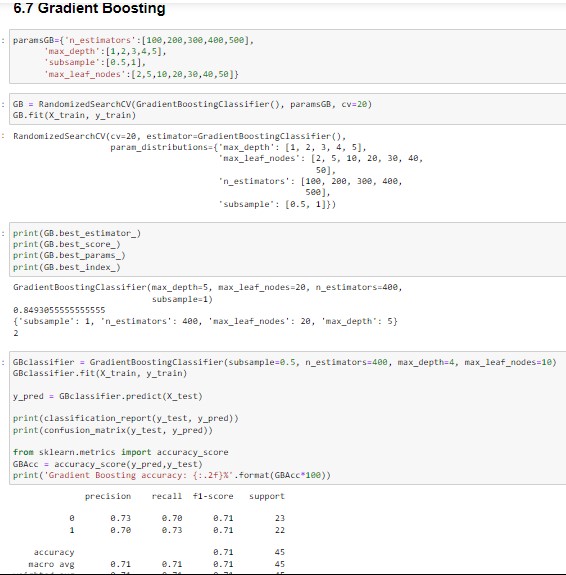 6.7 Gradient Boosting
: paramsGB={'n_estimators':[100,200,300,400,500],
'max_depth':[1,2,3,4,5],
'subsample':[0.5,1],
'max_leaf_nodes':[2,5,10,20,30,40,50]}
: GB = RandomizedSearchCV(GradientBoostingClassifier(), paramsGB, cv=20)
GB.fit(X_train, y_train)
: RandomizedSearchCV(cv=20, estimator=GradientBoostingClassifier(),
param_distributions={'max_depth': [1, 2, 3, 4, 5],
'max_leaf_nodes': [2, 5, 10, 20, 30, 40,
50],
'n_estimators': [100, 200, 300, 400,
500],
'subsample': [0.5, 1]})
: print(GB.best_estimator_)
print(GB.best_score_)
print(GB.best_params_)
print(GB.best_index_)
GradientBoostingClassifier(max_depth=5, max_leaf_nodes=20, n_estimators=400,
subsample=1)
0.8493055555555555
{'subsample': 1, 'n_estimators': 400, 'max_leaf_nodes': 20, 'max_depth': 5}
2
: GBclassifier = GradientBoostingClassifier(subsample=0.5, n_estimators=400, max_depth=4, max_leaf_nodes=10)
GBclassifier.fit(X_train, y_train)
y_pred = GBclassifier.predict(X_test)
print(classification_report(y_test, y_pred))
print(confusion_matrix(y_test, y_pred))
from sklearn.metrics import accuracy_score
GBAcc = accuracy_score(y_pred,y_test)
print('Gradient Boosting accuracy: {:.2f}%'.format(GBAcc*100))
precision recall f1-score support
0 0.73 0.70 0.71 23
1 0.70 0.73 0.71 22
accuracy 0.71 45
macro avg 0.71 0.71 0.71 45